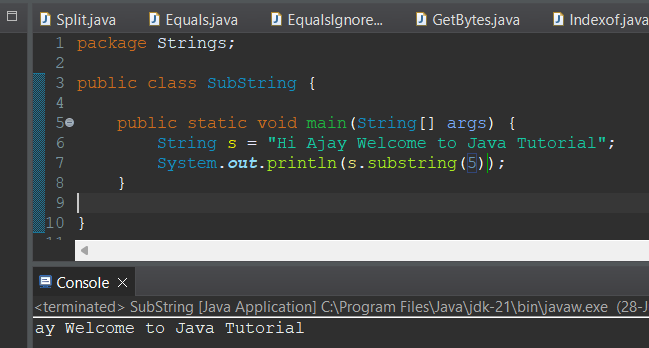 Split.java Equals.java EqualsIgnore... GetBytes.java Indexof.java
1 package Strings;
2
3 public class SubString {
4
5 public static void main(String[] args) {
6 String s = "Hi Ajay Welcome to Java Tutorial";
7 System.out.println(s.substring(5));
8 }
9
10 }
11
Console
<terminated> SubString [Java Application] C:\Program Files\Java\jdk-21\bin\javaw.exe (28-J
ay Welcome to Java Tutorial